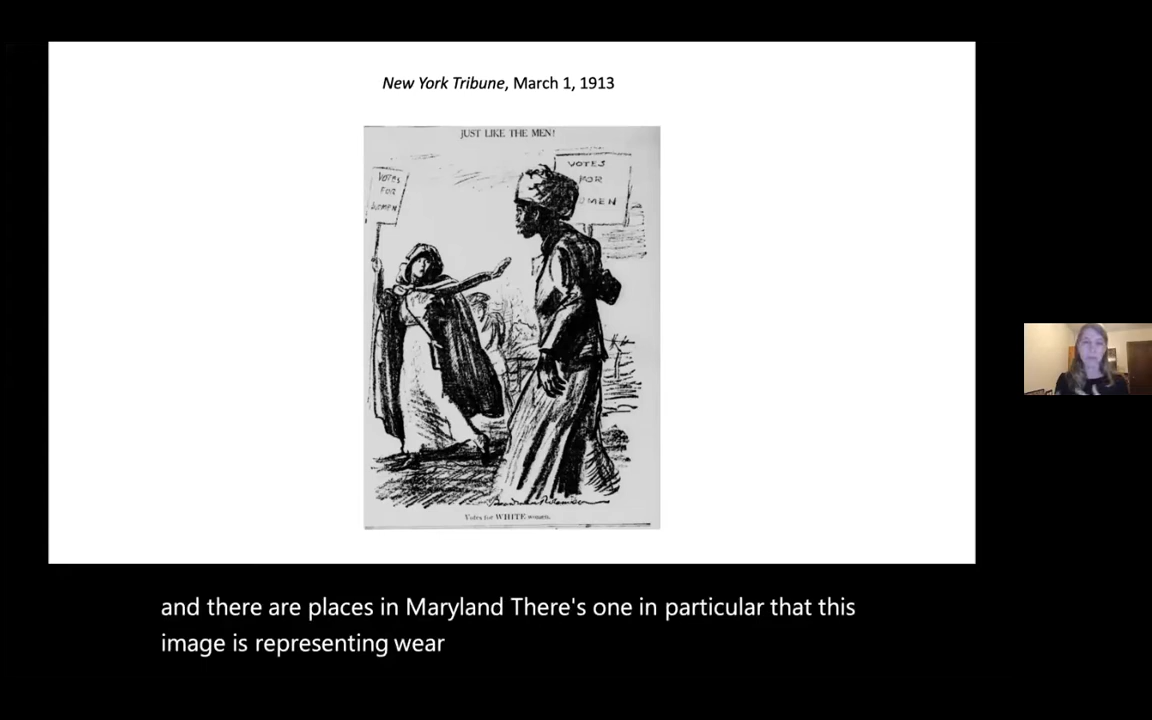 New York Tribune, March 1, 1913
JUST LIKE THE MEN!
VOTES
FOR
WOMEN
VOTES
FOR
OMEN
Votes for WHITE women.
and there are places in Maryland There's one in particular that this
image is representing wear